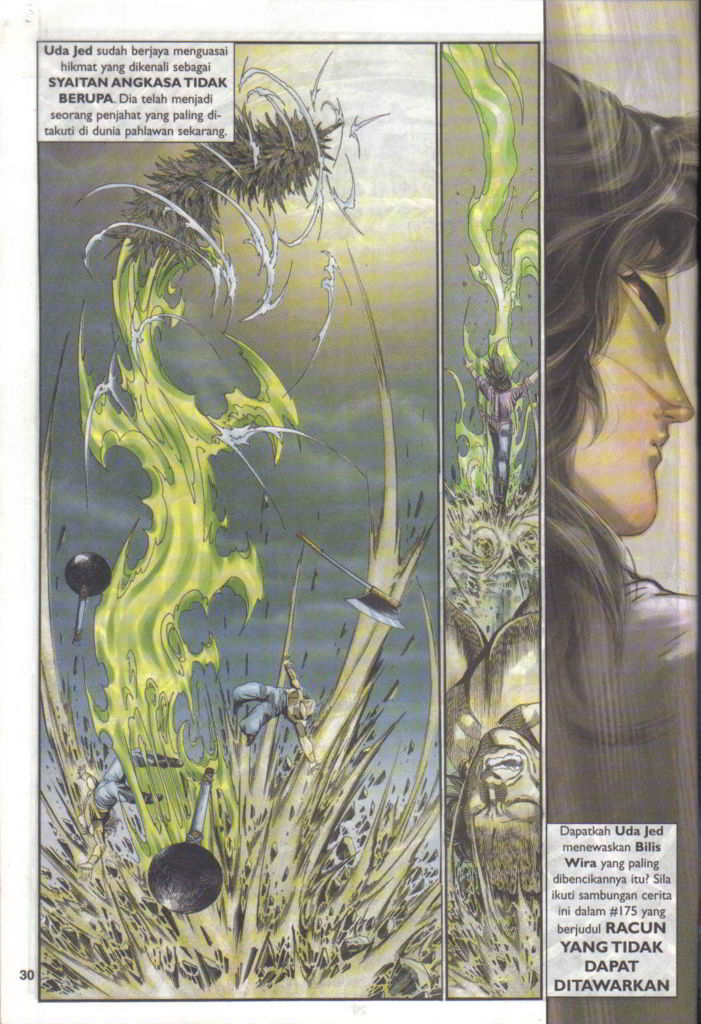 Uda Jed sudah berjaya menguasai
hikmat yang dikenali sebagai
SYAITAN ANGKASA TIDAK
BERUPA. Dia telah menjadi
seorang penjahat yang paling di-
takuti di dunia pahlawan sekarang.
Dapatkah Uda Jed
menewaskan Bilis
Wira yang paling
dibencikannya itu? Sila
ikuti sambungan cerita
ini dalam #175 yang
berjudul RACUN
YANG TIDAK
DAPAT
DITAWARKAN
30